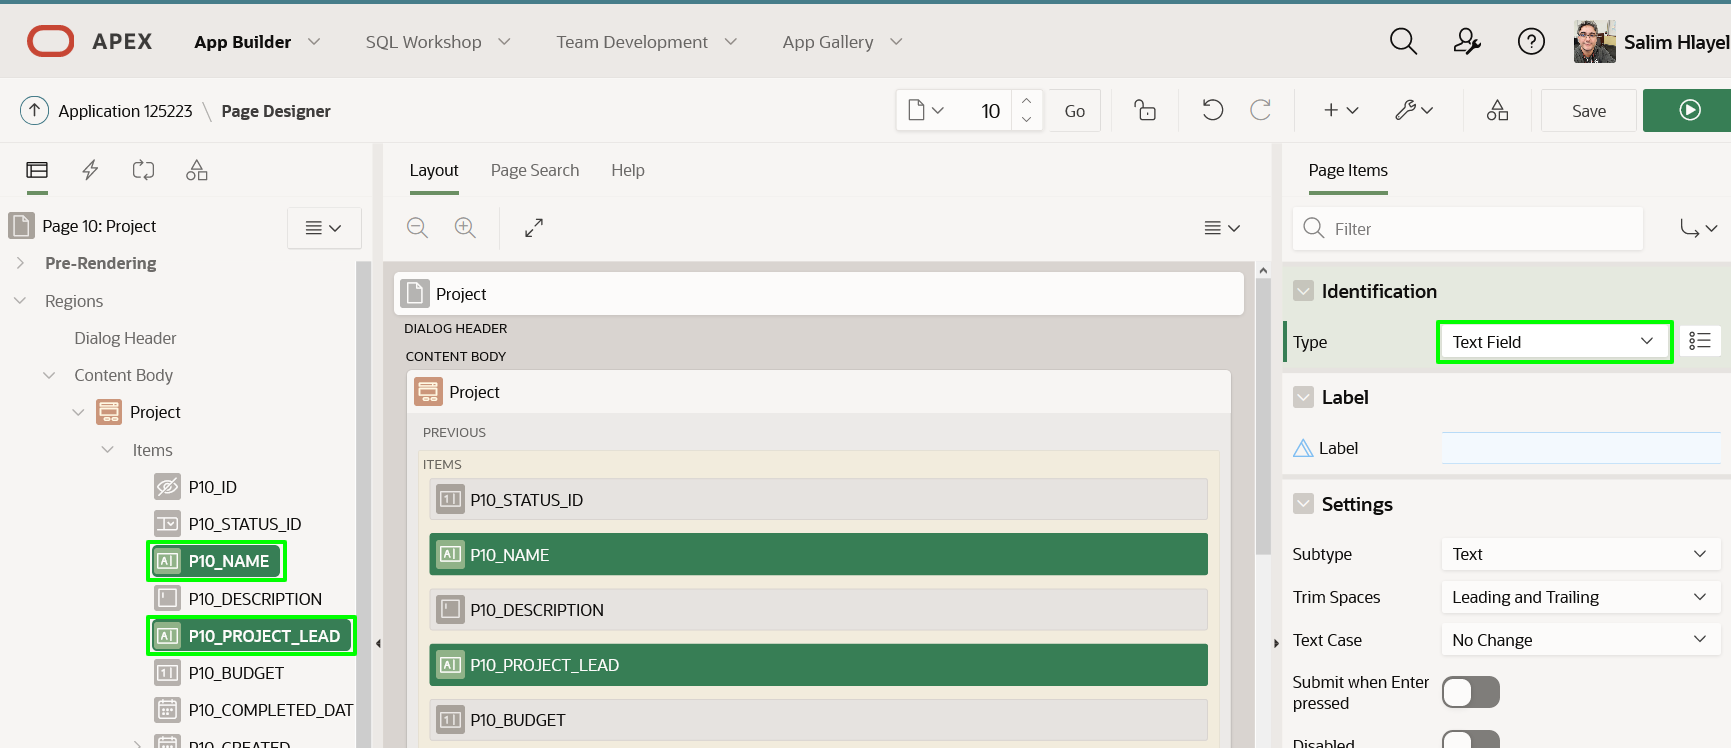 APEX App Builder SQL Workshop Team Development App Gallery Salim Hlayel
Application 125223 \ Page Designer 10 Go Save
Layout Page Search Help
Page Items
Page 10: Project
Filter
Pre-Rendering
Regions
Dialog Header
Content Body
Project
Items
P10_ID
P10_STATUS_ID
P10_NAME
P10_DESCRIPTION
P10_PROJECT_LEAD
P10_BUDGET
P10_COMPLETED_DAT
P10_CREATED
Project
DIALOG HEADER
CONTENT BODY
Project
PREVIOUS
ITEMS
P10_STATUS_ID
P10_NAME
P10_DESCRIPTION
P10_PROJECT_LEAD
P10_BUDGET
Identification
Type Text Field
Label
Label
Settings
Subtype Text
Trim Spaces Leading and Trailing
Text Case No Change
Submit when Enter
pressed
Disabled